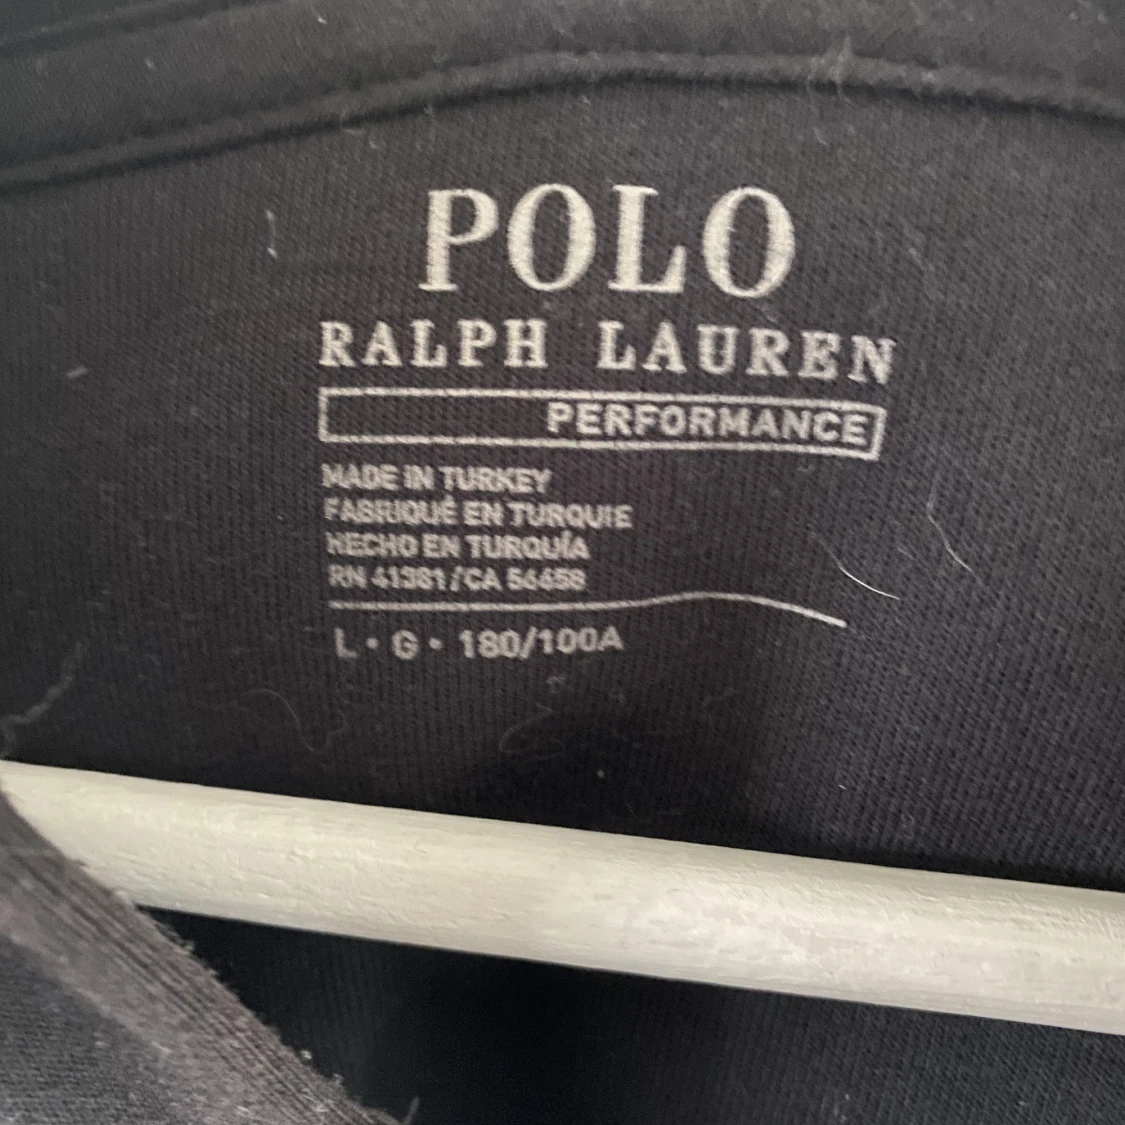 POLO
RALPH LAUREN
PERFORMANCE
MADE IN TURKEY
FABRIQUÉ EN TURQUIE
HECHO EN TURQUÍA
RN 41381/CA 56658
L • G • 180/100A